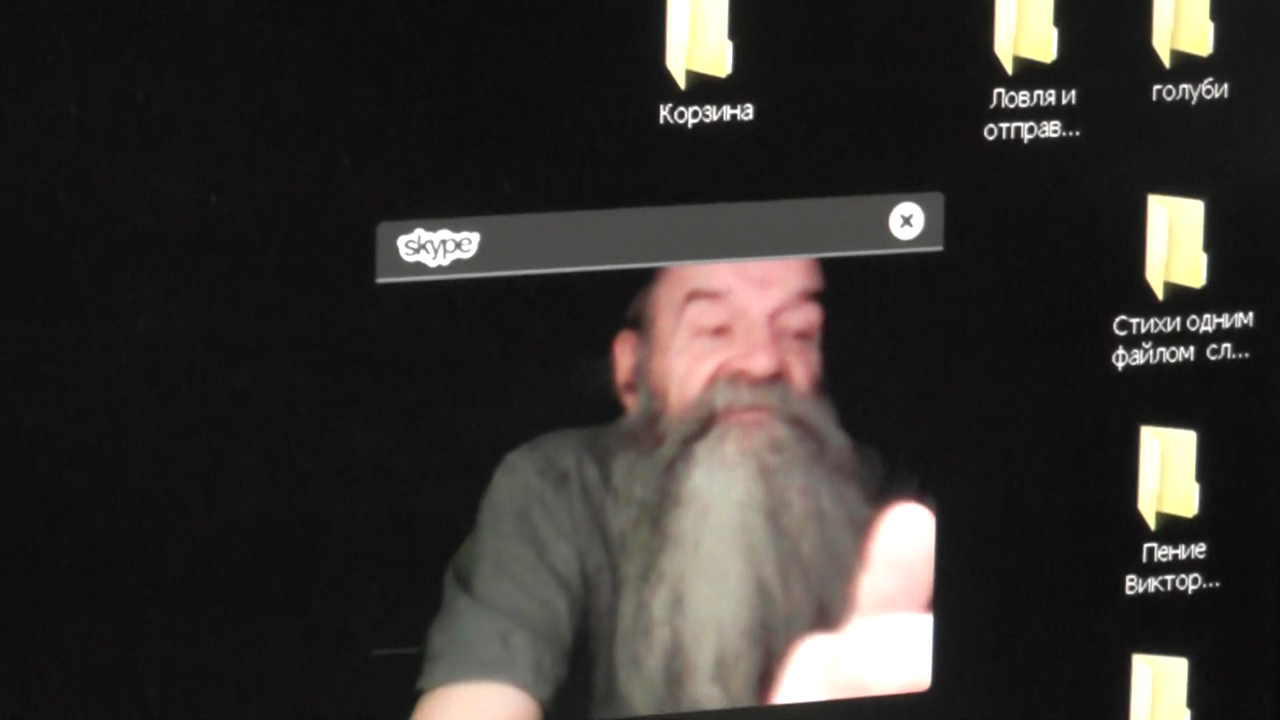 Корзина
Ловля и
отправ...
голуби
skype
Стихи одним
файлом сл...
Пение
Виктор...